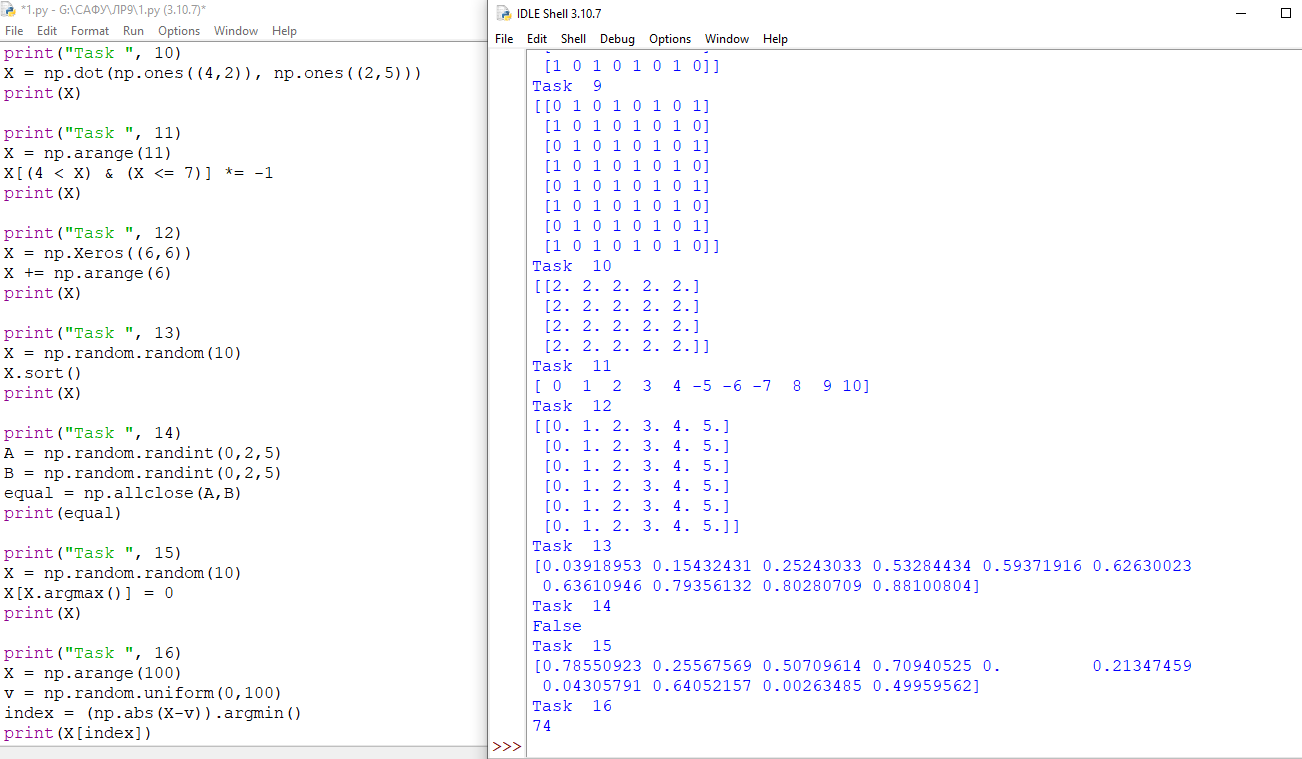 *1.py - G:\САФУ\ЛР9\1.py (3.10.7)*
File Edit Format Run Options Window Help
print("Task ", 10)
X = np.dot(np.ones((4,2)), np.ones((2,5)))
print(X)
print("Task ", 11)
X = np.arange(11)
X[(4 < X) & (X <= 7)] *= -1
print(X)
print("Task ", 12)
X = np.Xeros((6,6))
X += np.arange(6)
print(X)
print("Task ", 13)
X = np.random.random(10)
X.sort()
print(X)
print("Task ", 14)
A = np.random.randint(0,2,5)
B = np.random.randint(0,2,5)
equal = np.allclose(A,B)
print(equal)
print("Task ", 15)
X = np.random.random(10)
X[X.argmax()] = 0
print(X)
print("Task ", 16)
X = np.arange(100)
v = np.random.uniform(0,100)
index = (np.abs(X-v)).argmin()
print(X[index])
IDLE Shell 3.10.7
File Edit Shell Debug Options Window Help
[1 0 1 0 1 0 1 0]]
Task  9
[[0 1 0 1 0 1 0 1]
[1 0 1 0 1 0 1 0]
[0 1 0 1 0 1 0 1]
[1 0 1 0 1 0 1 0]
[0 1 0 1 0 1 0 1]
[1 0 1 0 1 0 1 0]
[0 1 0 1 0 1 0 1]
[1 0 1 0 1 0 1 0]]
Task  10
[[2. 2. 2. 2. 2.]
[2. 2. 2. 2. 2.]
[2. 2. 2. 2. 2.]
[2. 2. 2. 2. 2.]]
Task  11
[ 0  1  2  3  4 -5 -6 -7  8  9 10]
Task  12
[[0. 1. 2. 3. 4. 5.]
[0. 1. 2. 3. 4. 5.]
[0. 1. 2. 3. 4. 5.]
[0. 1. 2. 3. 4. 5.]
[0. 1. 2. 3. 4. 5.]
[0. 1. 2. 3. 4. 5.]]
Task  13
[0.03918953 0.15432431 0.25243033 0.53284434 0.59371916 0.62630023
0.63610946 0.79356132 0.80280709 0.88100804]
Task  14
False
Task  15
[0.78550923 0.25567569 0.50709614 0.70940525 0.         0.21347459
0.04305791 0.64052157 0.00263485 0.49959562]
Task  16
74
>>>